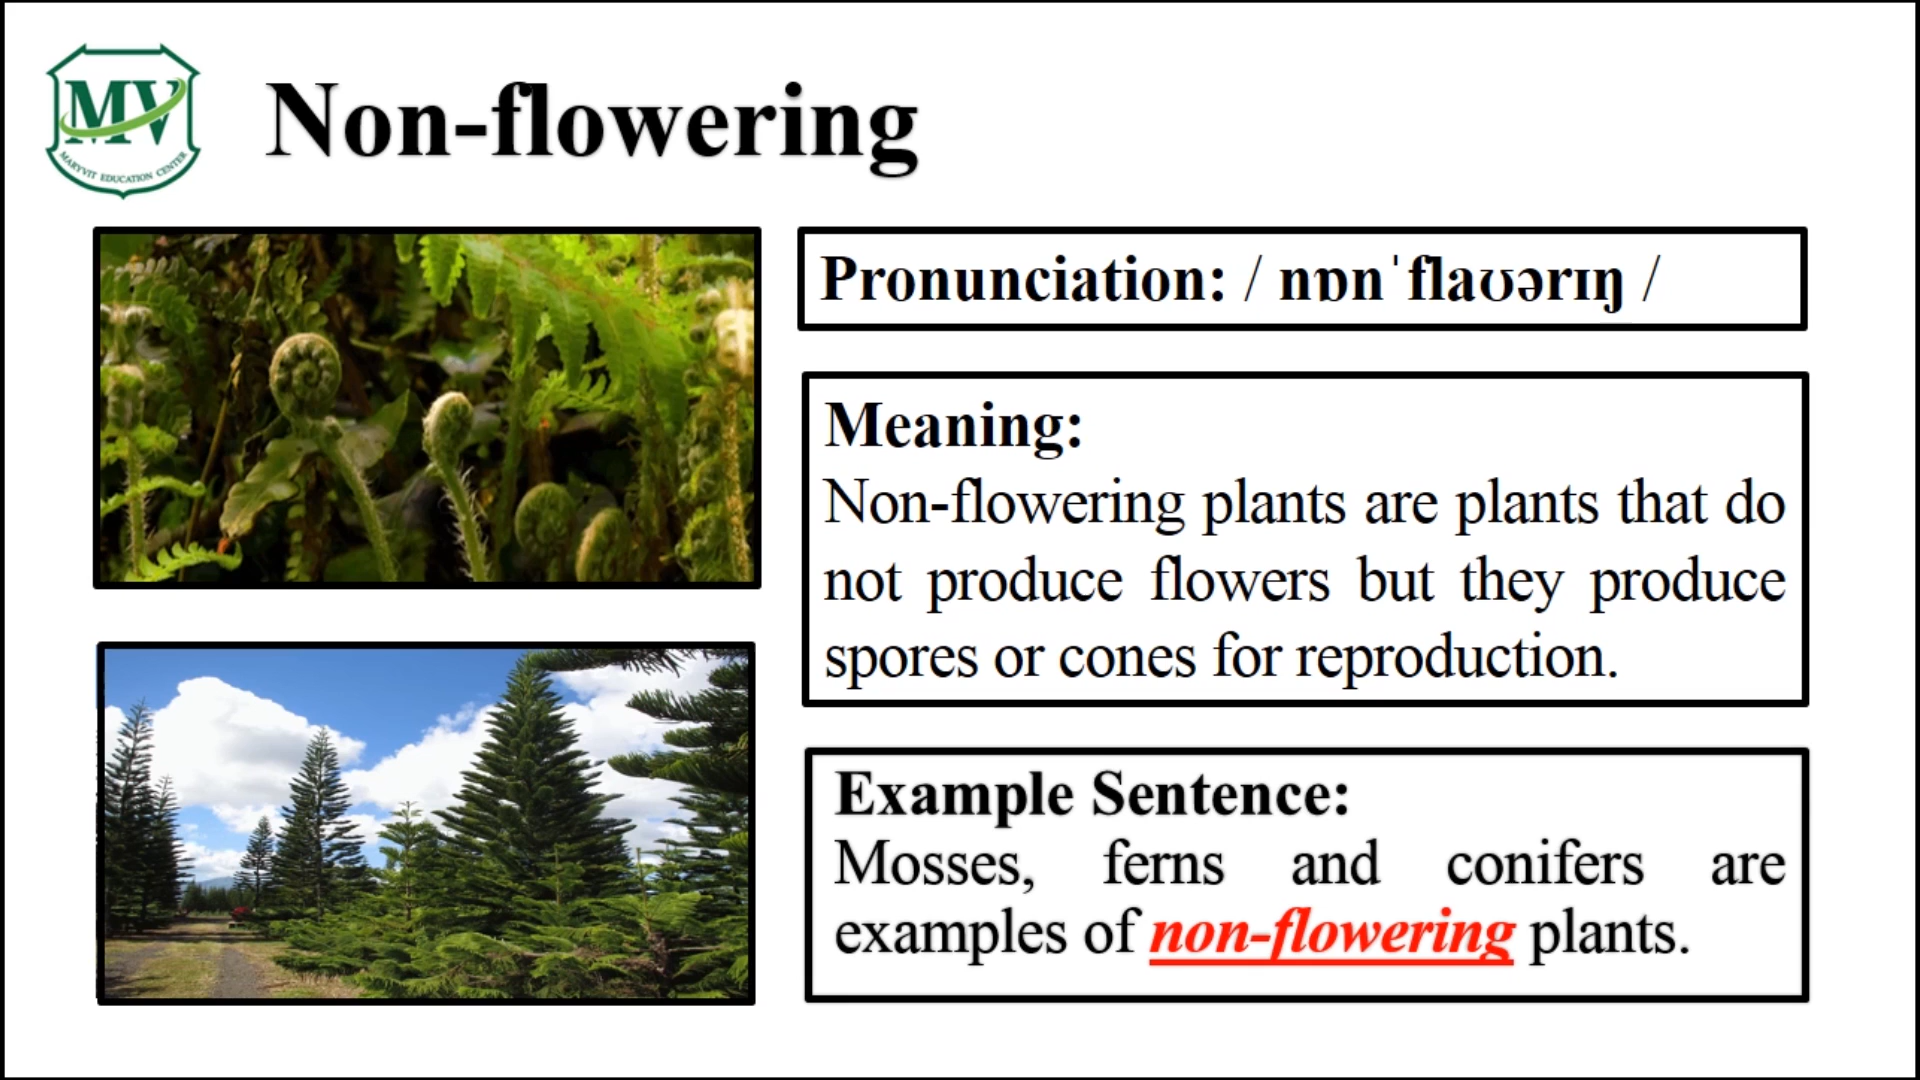 MV
MARYVIT EDUCATION CENTER
Non-flowering
Pronunciation: / nɒnˈflaʊərɪŋ /
Meaning:
Non-flowering plants are plants that do
not produce flowers but they produce
spores or cones for reproduction.
Example Sentence:
Mosses, ferns and conifers are
examples of non-flowering plants.